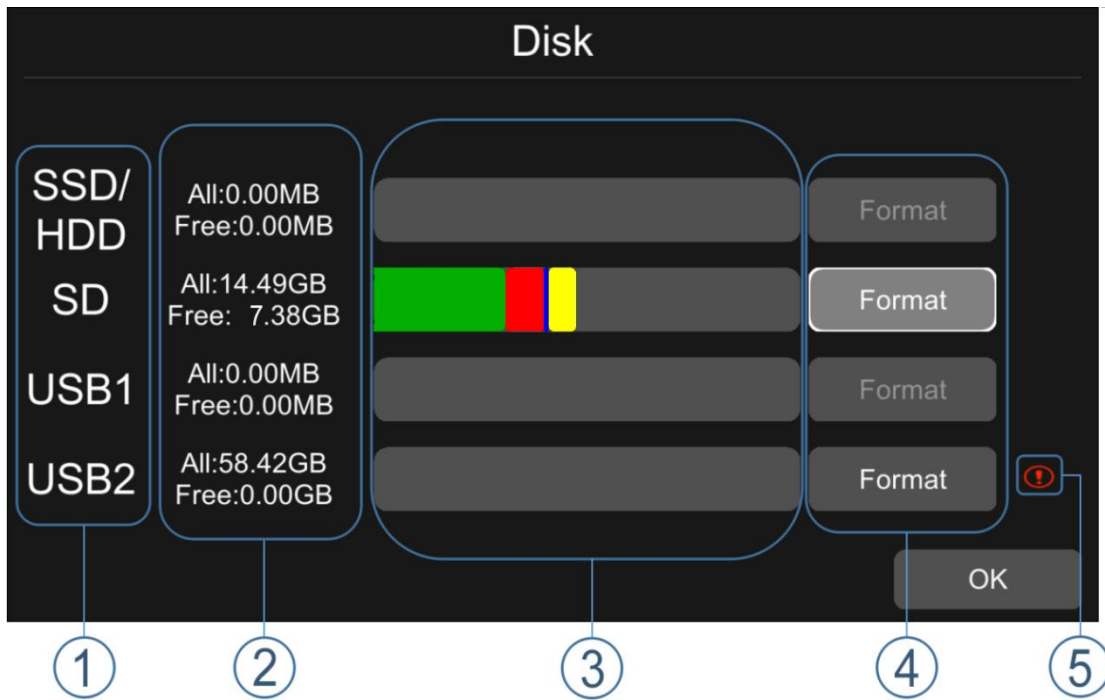 Disk
SSD/
HDD
All:0.00MB
Free:0.00MB
Format
SD
All:14.49GB
Free: 7.38GB
Format
USB1
All:0.00MB
Free:0.00MB
Format
USB2
All:58.42GB
Free:0.00GB
Format
!
OK
1
2
3
4
5